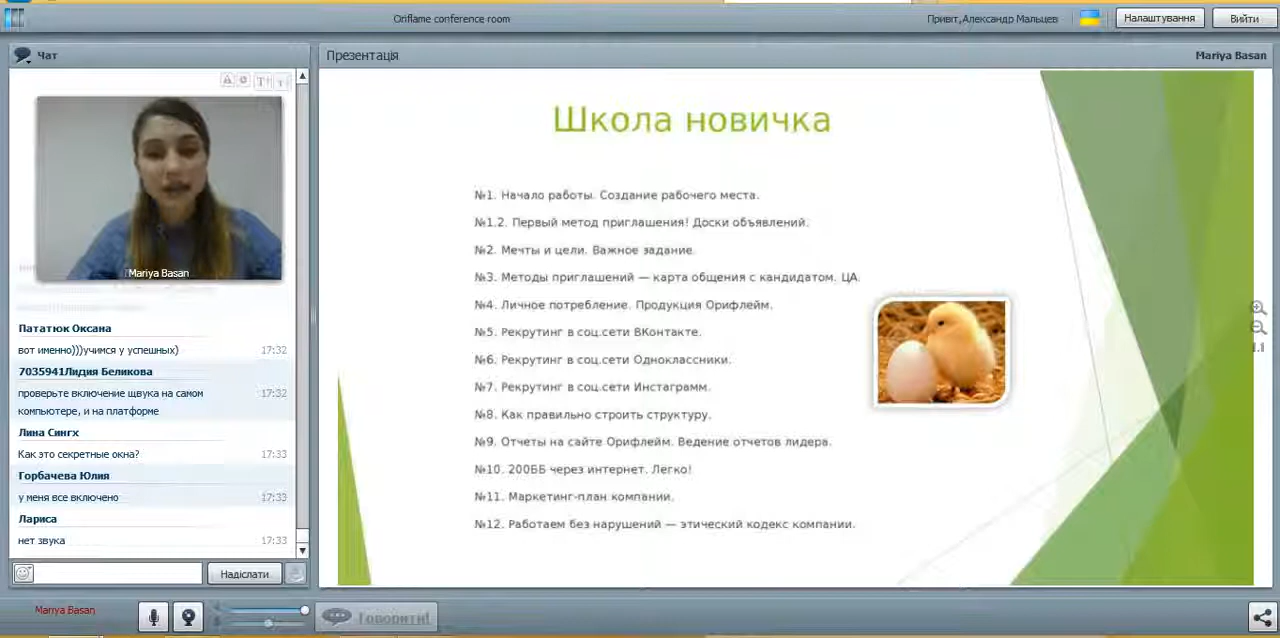 Oriflame conference room
Привіт,Александр Мальцев
Налаштування
Вийти
Чат
Mariya Basan
Пататюк Оксана
вот именно)))учимся у успешных)
17:32
7035941Лидия Беликова
проверьте включение щвука на самом
17:32
компьютере, и на платформе
Лина Сингх
Как это секретные окна?
17:33
Горбачева Юлия
у меня все включено
17:33
Лариса
нет звука
17:33
Надіслати
Презентація
Mariya Basan
Школа новичка
№1. Начало работы. Создание рабочего места.
№1.2. Первый метод приглашения! Доски объявлений.
№2. Мечты и цели. Важное задание.
№3. Методы приглашений — карта общения с кандидатом. ЦА.
№4. Личное потребление. Продукция Орифлейм.
№5. Рекрутинг в соц.сети ВКонтакте.
№6. Рекрутинг в соц.сети Одноклассники.
№7. Рекрутинг в соц.сети Инстаграмм.
№8. Как правильно строить структуру.
№9. Отчеты на сайте Орифлейм. Ведение отчетов лидера.
№10. 200ББ через интернет. Легко!
№11. Маркетинг-план компании.
№12. Работаем без нарушений — этический кодекс компании.
1:1
Mariya Basan
Говорити!